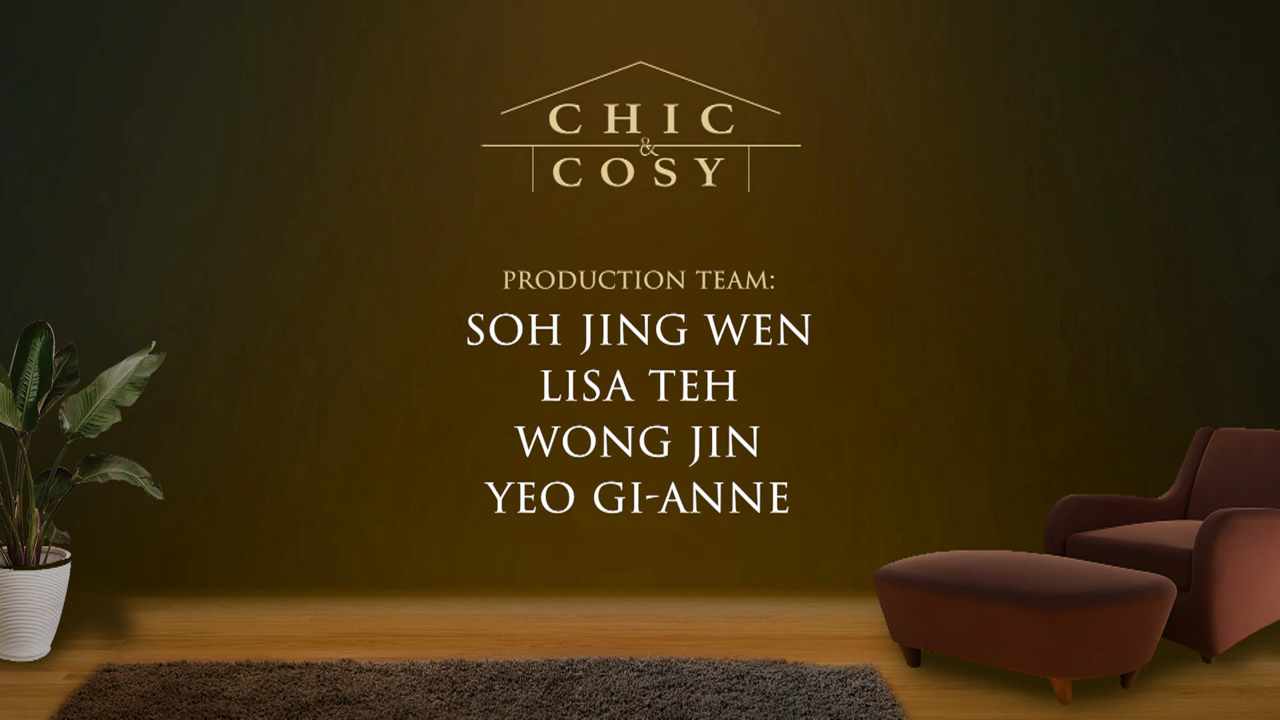 CHIC
&
COSY
PRODUCTION TEAM:
SOH JING WEN
LISA TEH
WONG JIN
YEO GI-ANNE